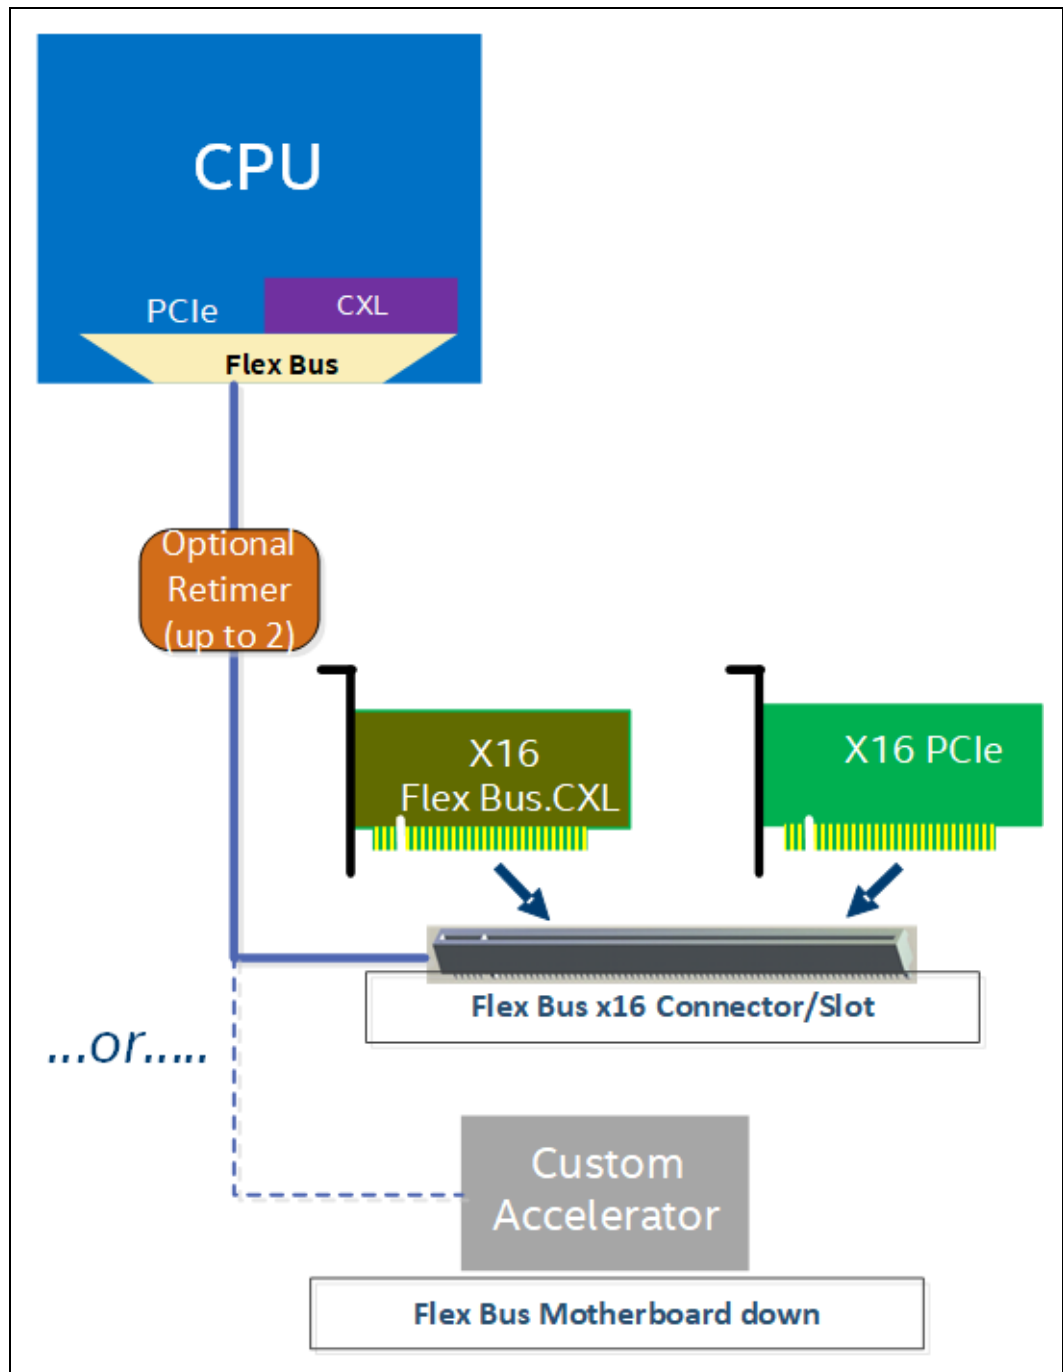 CPU
PCIe
CXL
Flex Bus
Optional
Retimer
(up to 2)
X16
Flex Bus.CXL
X16 PCIe
Flex Bus x16 Connector/Slot
...or.....
Custom
Accelerator
Flex Bus Motherboard down